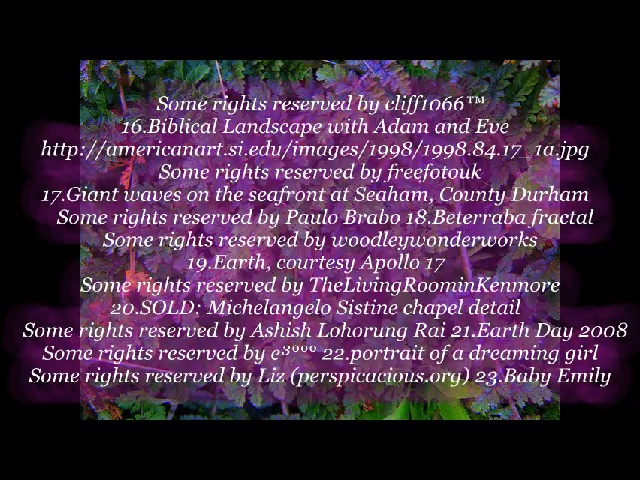 Some rights reserved by cliff1066™
16.Biblical Landscape with Adam and Eve
http://americanart.si.edu/images/1998/1998.84.17_1a.jpg
Some rights reserved by freefotouk
17.Giant waves on the seafront at Seaham, County Durham
Some rights reserved by Paulo Brabo 18.Beterraba fractal
Some rights reserved by woodleywonderworks
19.Earth, courtesy Apollo 17
Some rights reserved by TheLivingRoominKenmore
20.SOLD: Michelangelo Sistine chapel detail
Some rights reserved by Ashish Lohorung Rai 21.Earth Day 2008
Some rights reserved by e³⁰⁰⁰ 22.portrait of a dreaming girl
Some rights reserved by Liz (perspicacious.org) 23.Baby Emily